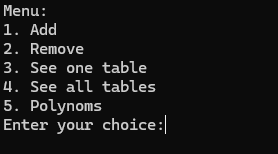 Menu:
1. Add
2. Remove
3. See one table
4. See all tables
5. Polynoms
Enter your choice: